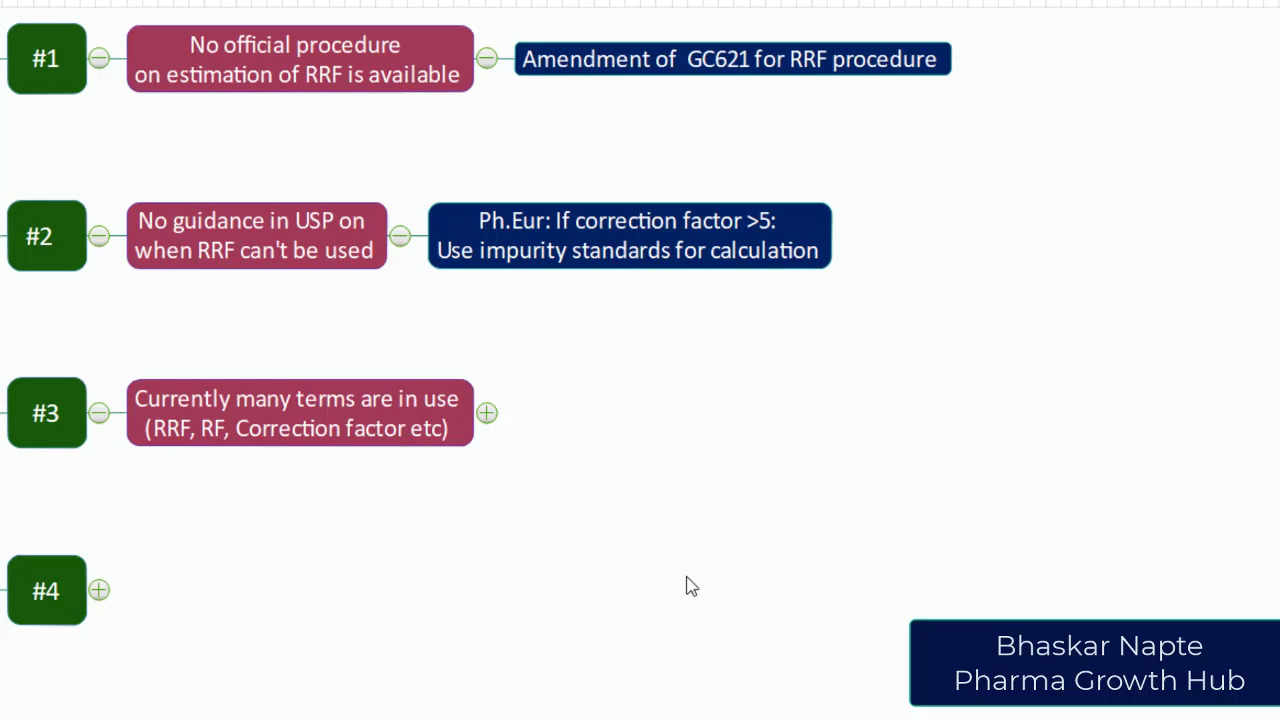 #1
No official procedure
on estimation of RRF is available
Amendment of GC621 for RRF procedure
#2
No guidance in USP on
when RRF can't be used
Ph.Eur: If correction factor >5:
Use impurity standards for calculation
#3
Currently many terms are in use
(RRF, RF, Correction factor etc)
#4
Bhaskar Napte
Pharma Growth Hub